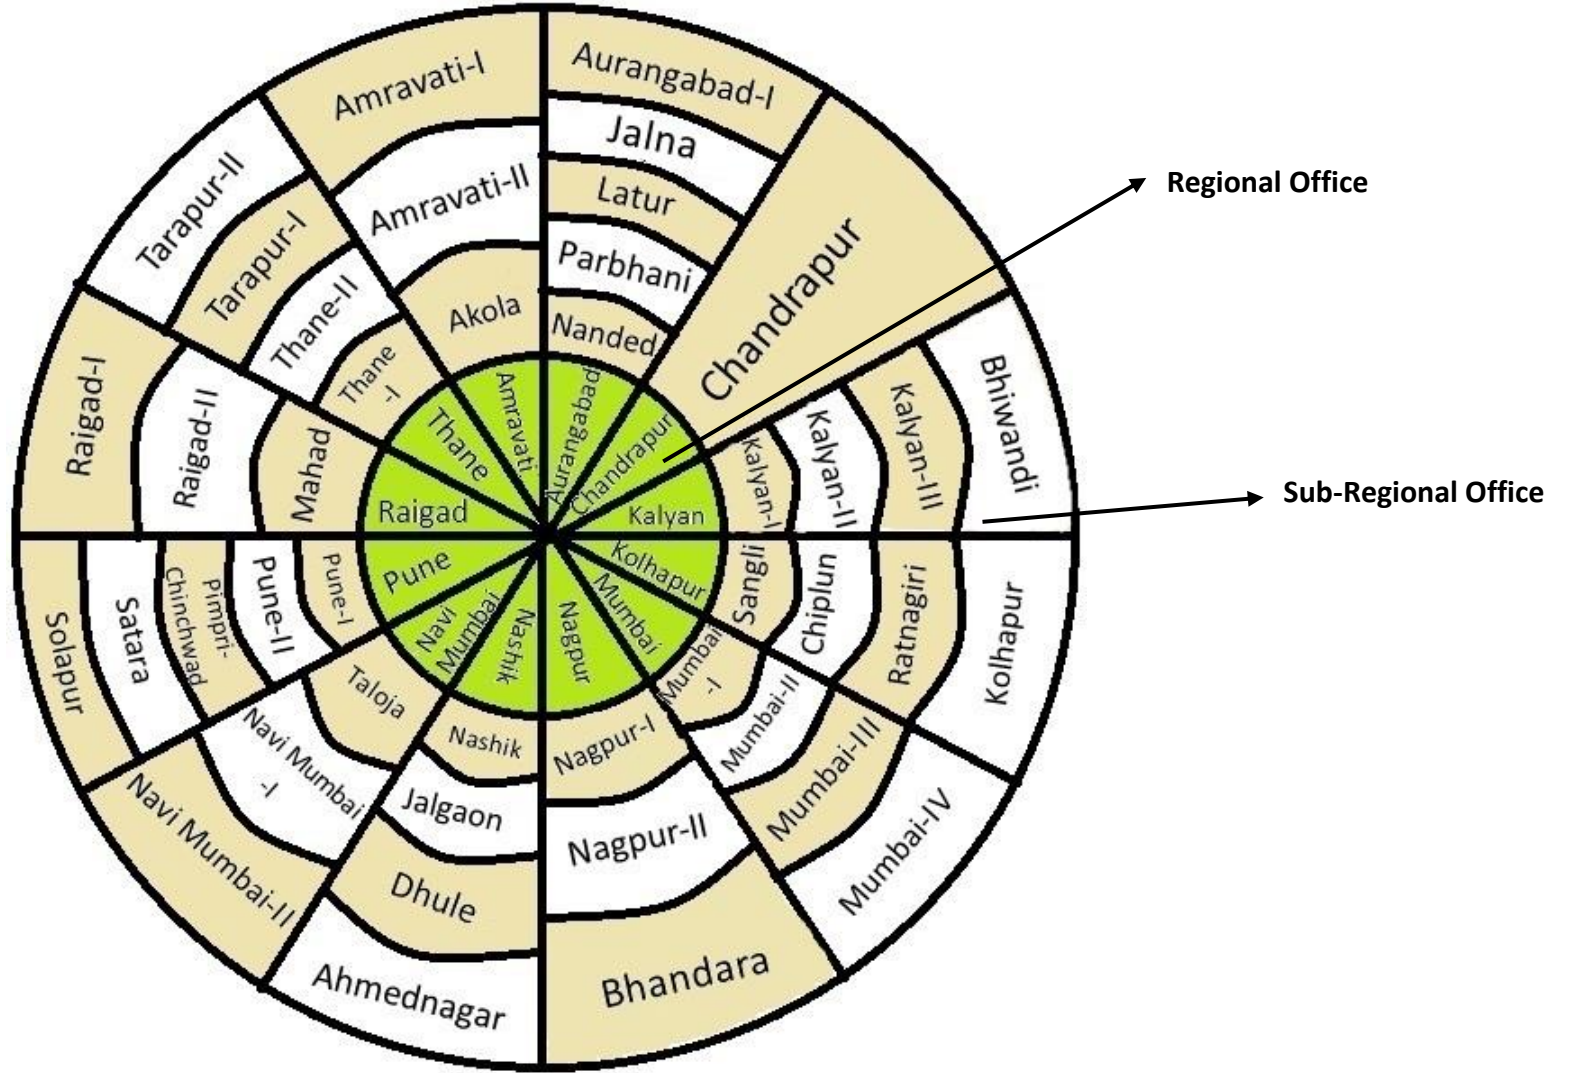 Amravati-I
Amravati-II
Akola
Amravati
Aurangabad-I
Jalna
Latur
Parbhani
Nanded
Aurangabad
Chandrapur
Chandrapur
Regional Office
Bhiwandi
Kalyan-III
Kalyan-II
Kalyan-I
Kalyan
Sub-Regional Office
Kolhapur
Ratnagiri
Chiplun
Sangli
Kolhapur
Mumbai-IV
Mumbai-III
Mumbai-II
Mumbai
-I
Mumbai
Nagpur
Nagpur-I
Nagpur-II
Bhandara
Nashik
Nashik
Jalgaon
Dhule
Ahmednagar
Navi
Mumbai
Taloja
Navi Mumbai
-I
Navi Mumbai-II
Pune
Pune-I
Pune-II
Pimpri-
Chinchwad
Satara
Solapur
Raigad
Mahad
Raigad-II
Raigad-I
Thane
Thane
-I
Thane-II
Tarapur-I
Tarapur-II